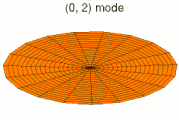 (0, 2) mode